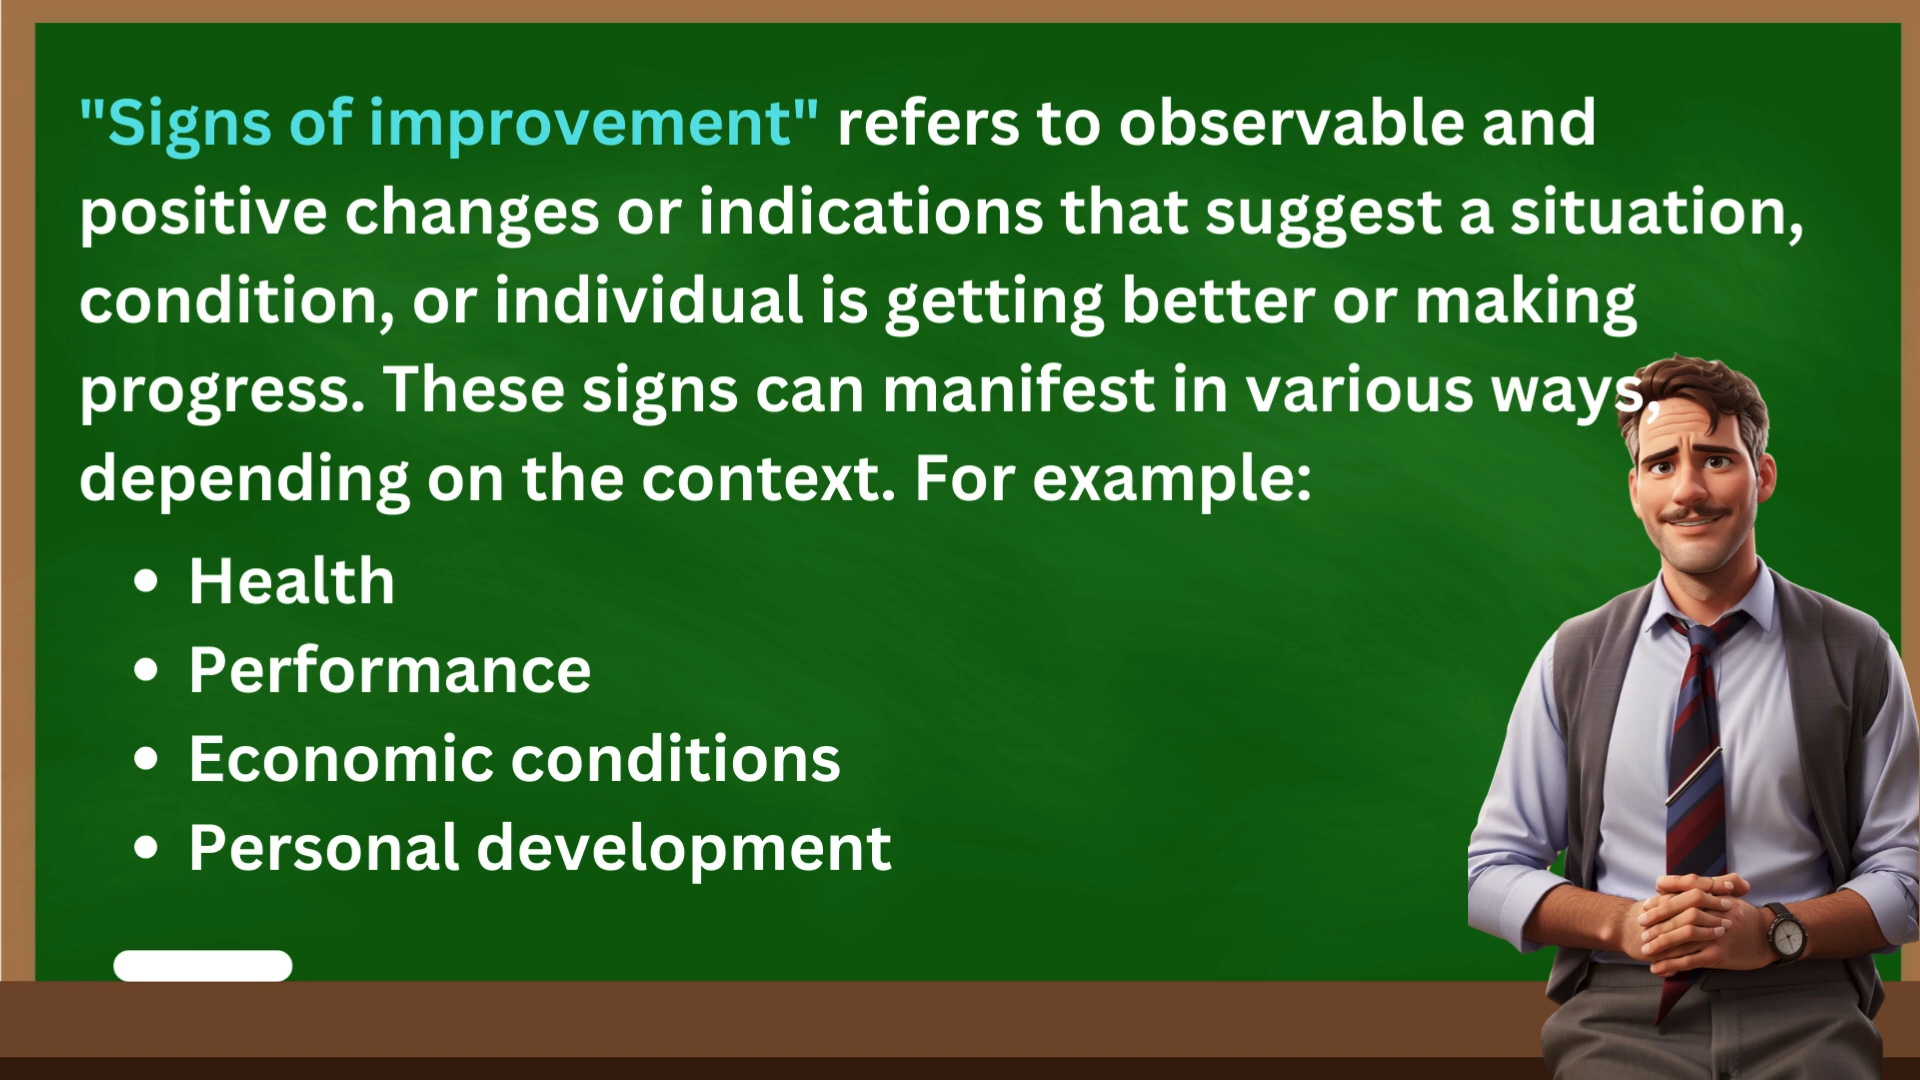 "Signs of improvement" refers to observable and
positive changes or indications that suggest a situation,
condition, or individual is getting better or making
progress. These signs can manifest in various ways,
depending on the context. For example:
• Health
• Performance
• Economic conditions
• Personal development